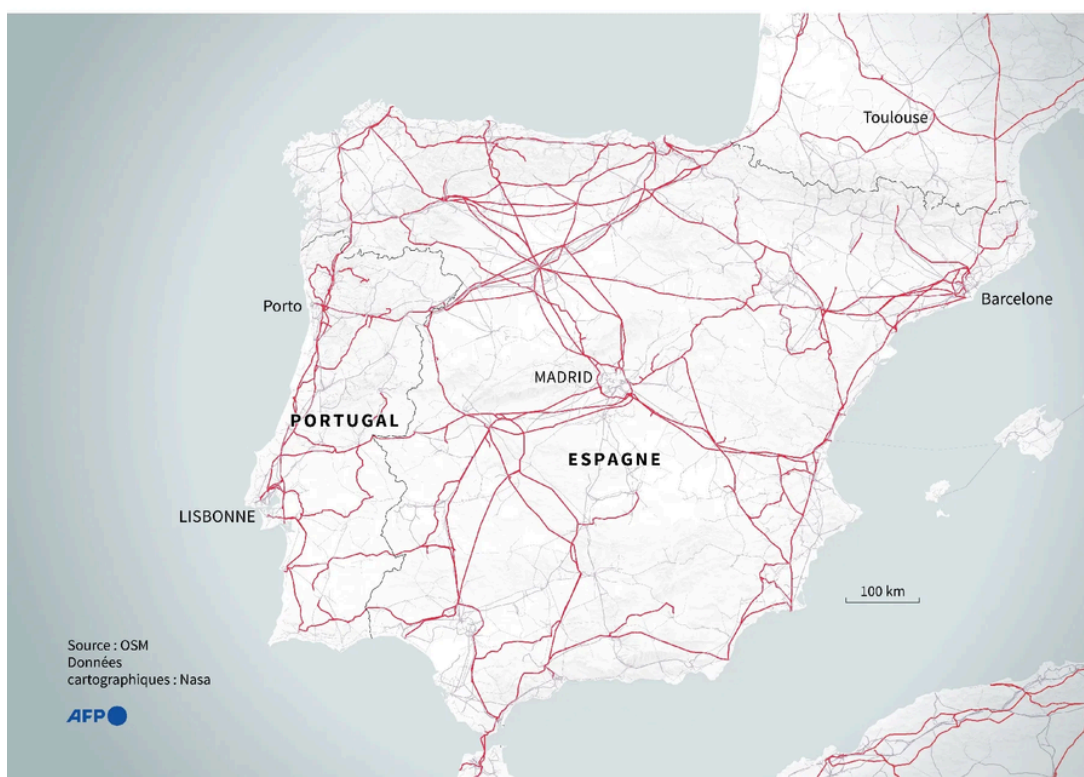 Toulouse
Porto
Barcelone
MADRID
PORTUGAL
ESPAGNE
LISBONNE
100 km
Source : OSM
Données
cartographiques : Nasa
AFP